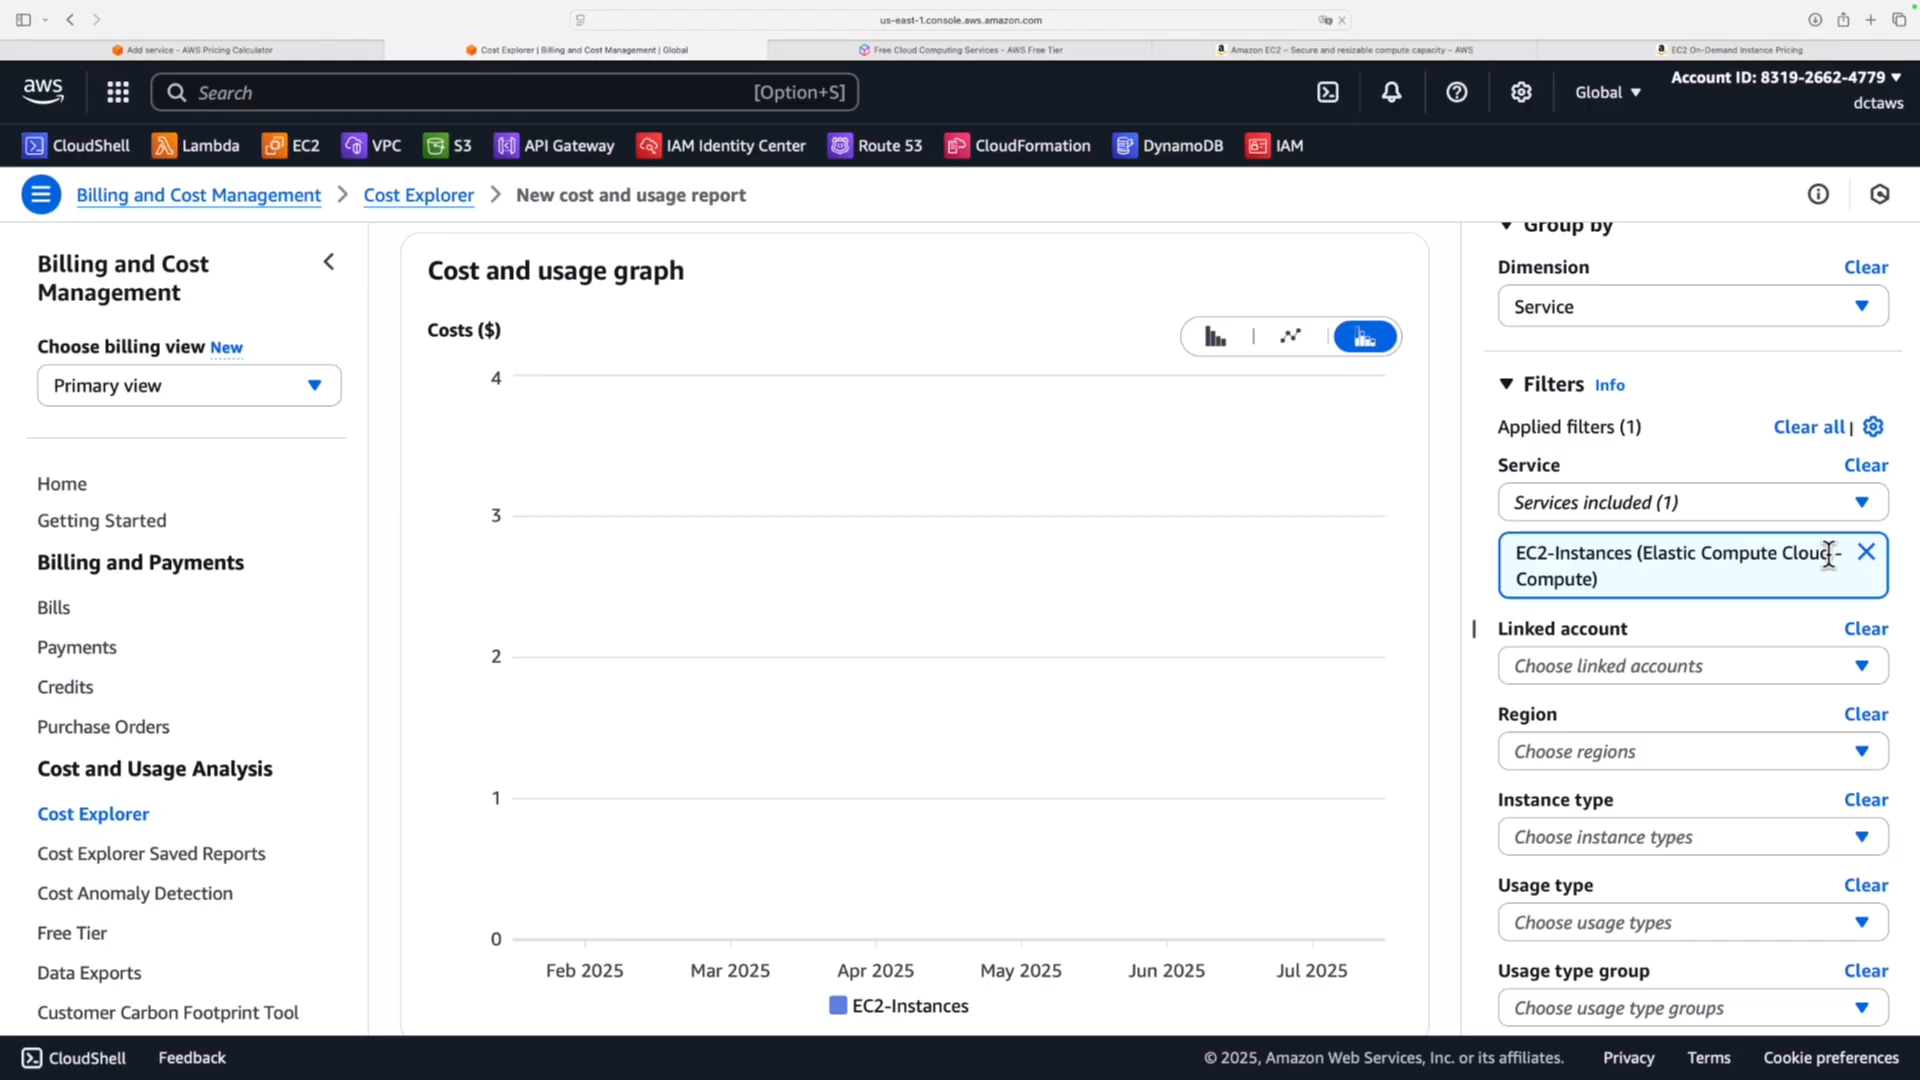 us-east-1.console.aws.amazon.com
Add service - AWS Pricing Calculator
Cost Explorer | Billing and Cost Management | Global
Free Cloud Computing Services - AWS Free Tier
Amazon EC2 – Secure and resizable compute capacity – AWS
EC2 On-Demand Instance Pricing
aws
Search
[Option+S]
Global
Account ID: 8319-2662-4779
dctaws
CloudShell
Lambda
EC2
VPC
S3
API Gateway
IAM Identity Center
Route 53
CloudFormation
DynamoDB
IAM
Billing and Cost Management
Cost Explorer
New cost and usage report
Billing and Cost
Management
Choose billing view New
Primary view
Home
Getting Started
Billing and Payments
Bills
Payments
Credits
Purchase Orders
Cost and Usage Analysis
Cost Explorer
Cost Explorer Saved Reports
Cost Anomaly Detection
Free Tier
Data Exports
Customer Carbon Footprint Tool
Cost and usage graph
Costs ($)
4
3
2
1
0
Feb 2025
Mar 2025
Apr 2025
May 2025
Jun 2025
Jul 2025
EC2-Instances
Group by
Dimension
Clear
Service
Filters Info
Applied filters (1)
Clear all |
Service
Clear
Services included (1)
EC2-Instances (Elastic Compute Cloud -
Compute)
Linked account
Clear
Choose linked accounts
Region
Clear
Choose regions
Instance type
Clear
Choose instance types
Usage type
Clear
Choose usage types
Usage type group
Clear
Choose usage type groups
CloudShell
Feedback
© 2025, Amazon Web Services, Inc. or its affiliates.
Privacy
Terms
Cookie preferences